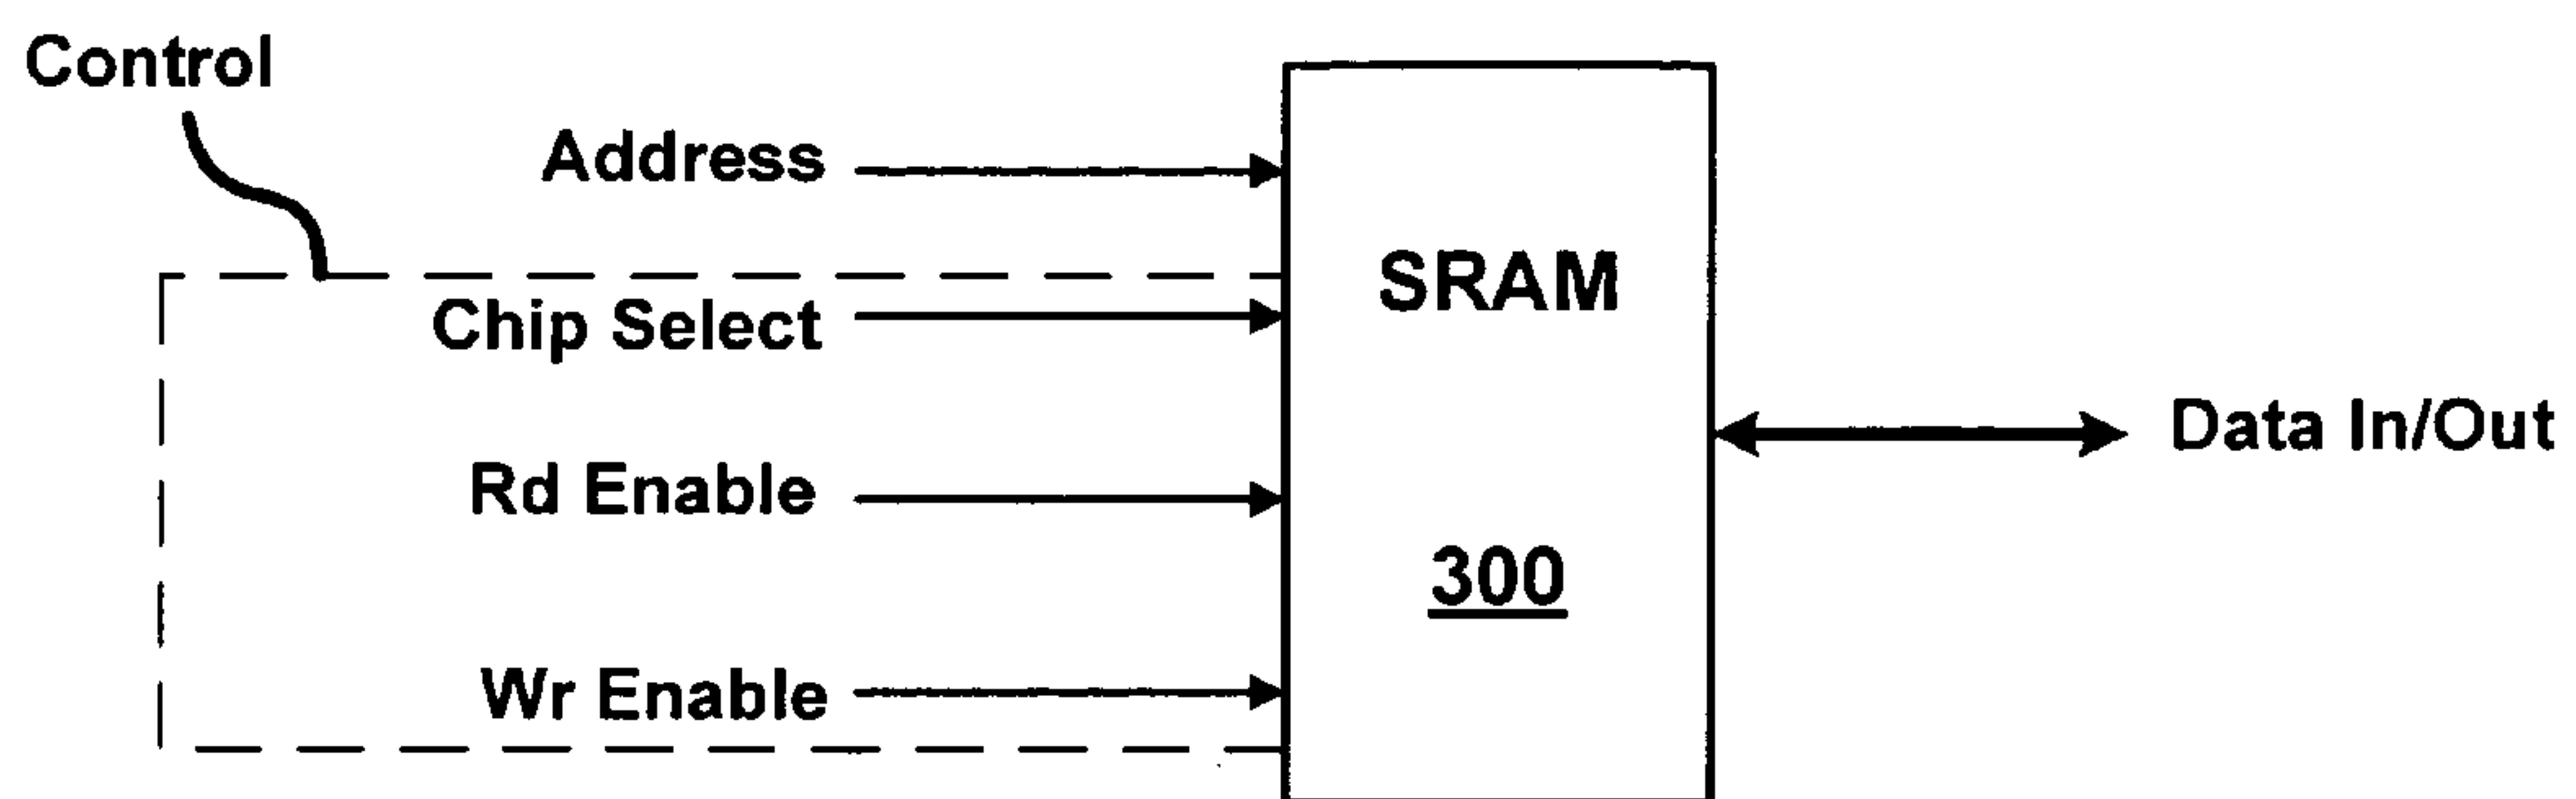 Control
Address
Chip Select
Rd Enable
Wr Enable
SRAM
300
Data In/Out